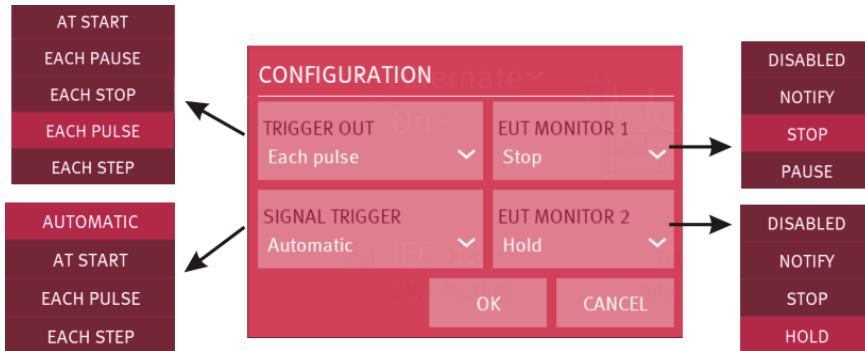 AT START
EACH PAUSE
EACH STOP
EACH PULSE
EACH STEP
AUTOMATIC
AT START
EACH PULSE
EACH STEP
CONFIGURATION
TRIGGER OUT
Each pulse
EUT MONITOR 1
Stop
SIGNAL TRIGGER
Automatic
EUT MONITOR 2
Hold
OK
CANCEL
DISABLED
NOTIFY
STOP
PAUSE
DISABLED
NOTIFY
STOP
HOLD